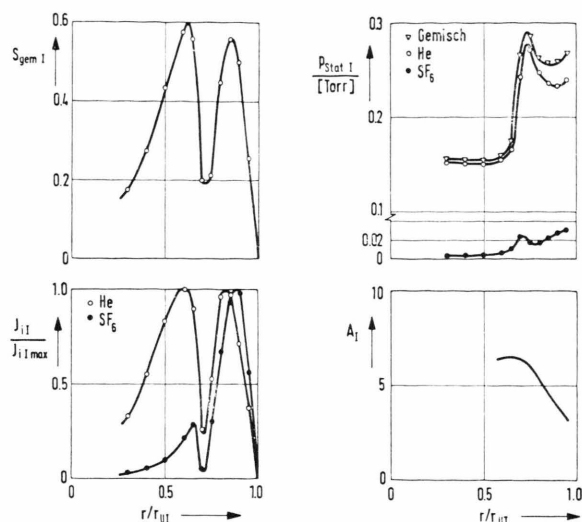 S_gem I
0.6
0.4
0.2
0
p_Stat I
[Torr]
0.3
0.2
0.1
0.02
0
▿ Gemisch
○ He
● SF₆
J_iI
J_iI max
○ He
● SF₆
1.0
0.5
0
0 0.5 1.0
r/r_UI
A_I
10
5
0
0 0.5 1.0
r/r_UI